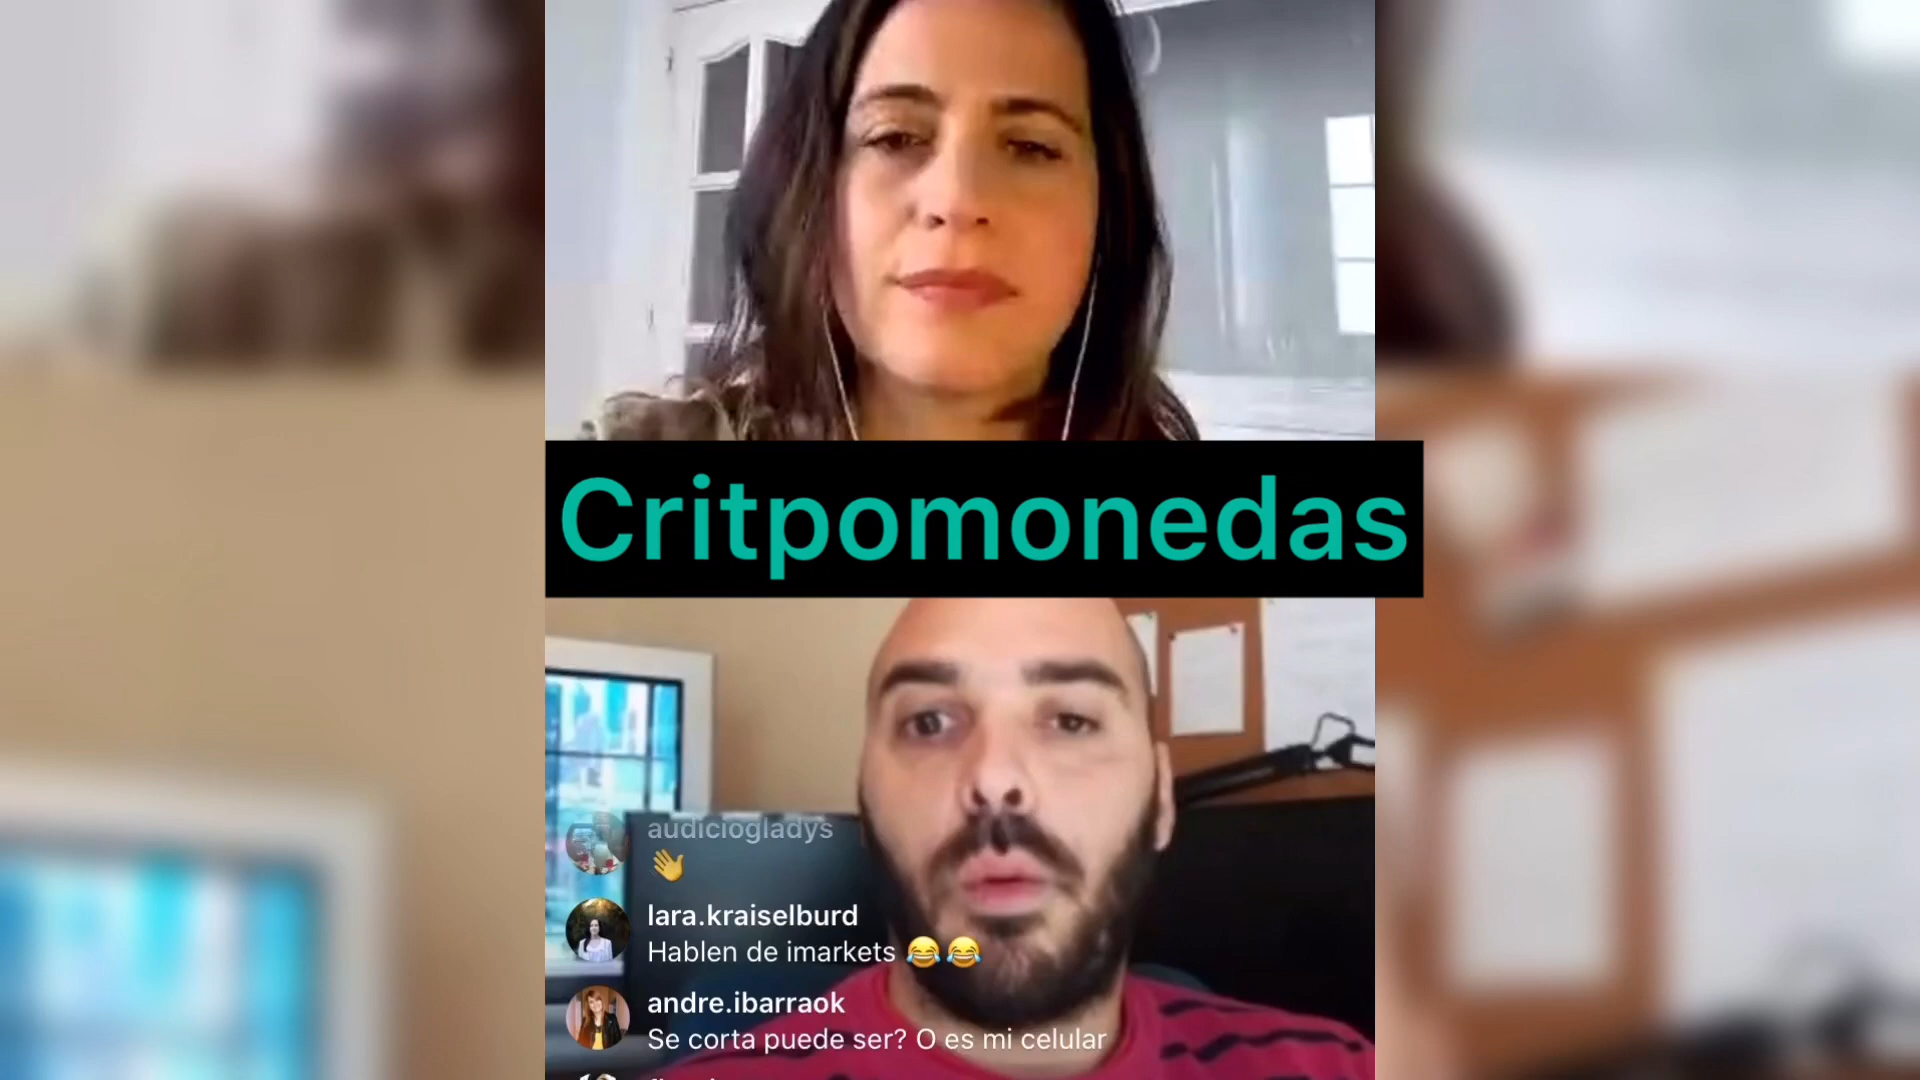 Critpomonedas
audiciogladys
👋
lara.kraiselburd
Hablen de imarkets 😂😂
andre.ibarraok
Se corta puede ser? O es mi celular